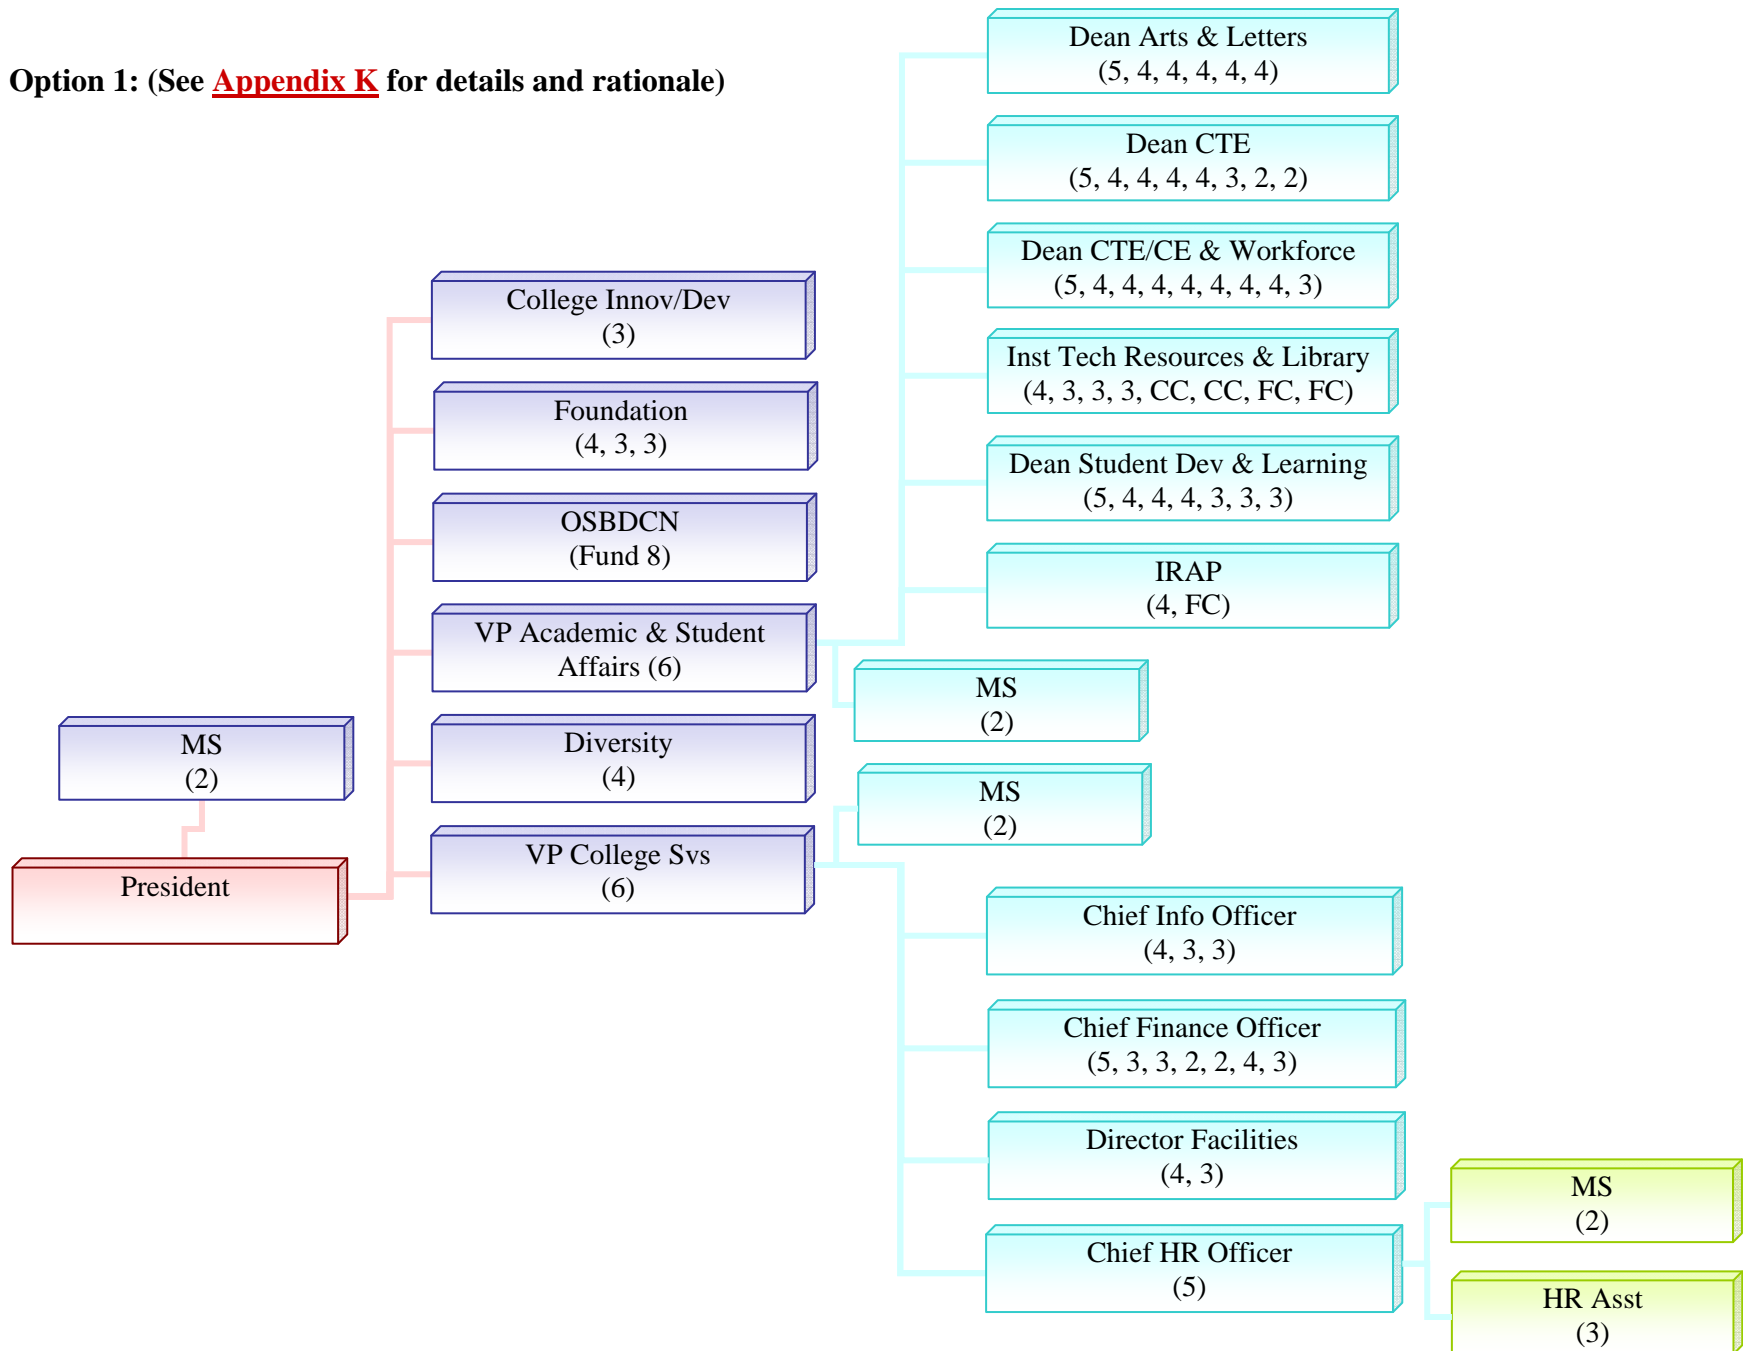 Option 1: (See Appendix K for details and rationale)
Dean Arts & Letters
(5, 4, 4, 4, 4, 4)
Dean CTE
(5, 4, 4, 4, 4, 3, 2, 2)
Dean CTE/CE & Workforce
(5, 4, 4, 4, 4, 4, 4, 4, 3)
Inst Tech Resources & Library
(4, 3, 3, 3, CC, CC, FC, FC)
Dean Student Dev & Learning
(5, 4, 4, 4, 3, 3, 3)
IRAP
(4, FC)
College Innov/Dev
(3)
Foundation
(4, 3, 3)
OSBDCN
(Fund 8)
VP Academic & Student
Affairs (6)
MS
(2)
Diversity
(4)
MS
(2)
VP College Svs
(6)
MS
(2)
President
Chief Info Officer
(4, 3, 3)
Chief Finance Officer
(5, 3, 3, 2, 2, 4, 3)
Director Facilities
(4, 3)
Chief HR Officer
(5)
MS
(2)
HR Asst
(3)